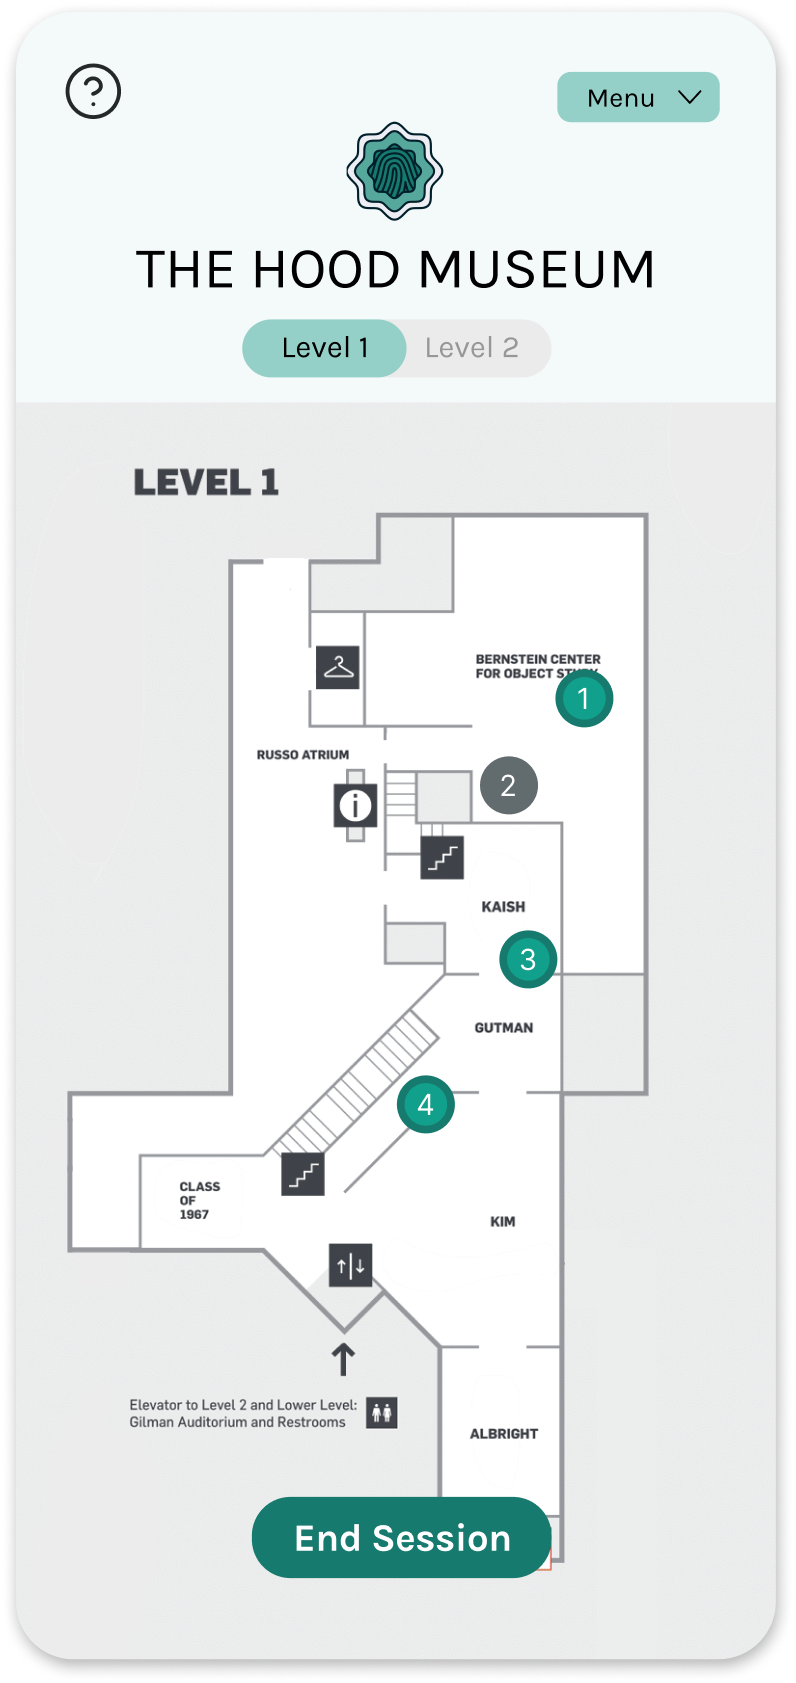 ?
Menu
THE HOOD MUSEUM
Level 1 Level 2
LEVEL 1
BERNSTEIN CENTER
FOR OBJECT STUDY
1
RUSSO ATRIUM
i
2
KAISH
3
GUTMAN
4
CLASS
OF
1967
KIM
Elevator to Level 2 and Lower Level:
Gilman Auditorium and Restrooms
ALBRIGHT
End Session